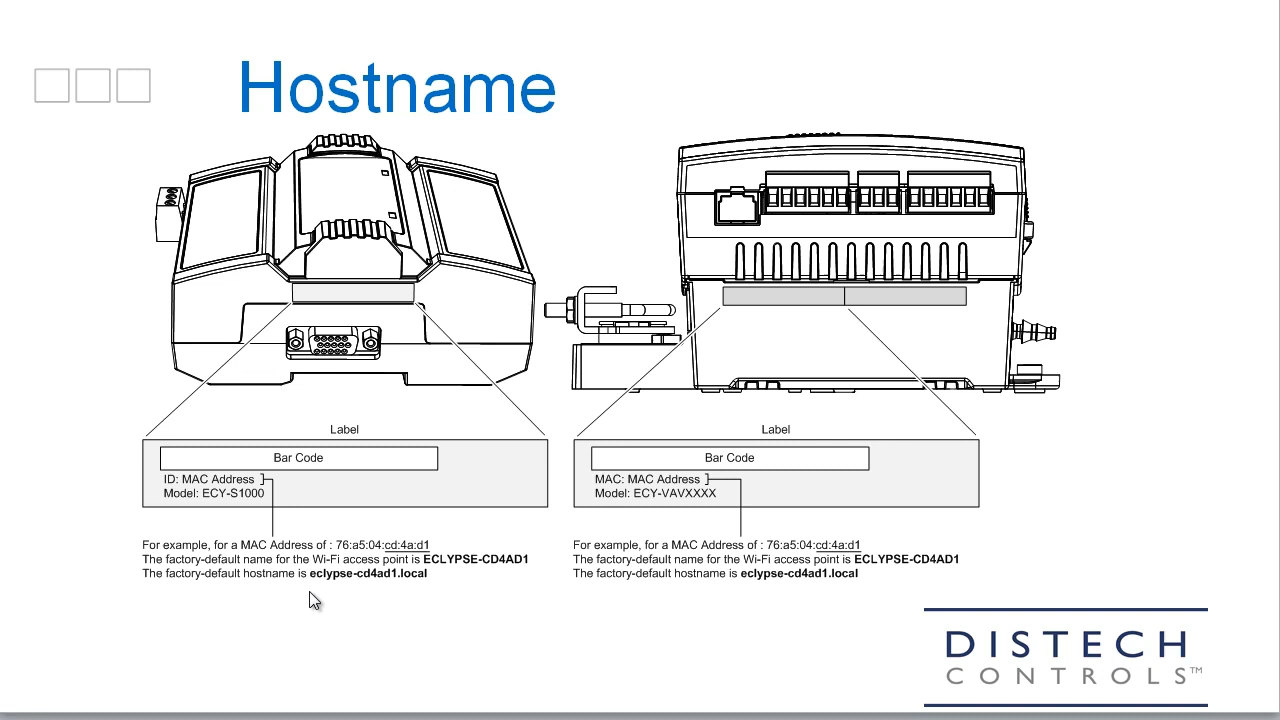 Hostname
Label
Bar Code
ID: MAC Address
Model: ECY-S1000
For example, for a MAC Address of : 76:a5:04:cd:4a:d1
The factory-default name for the Wi-Fi access point is ECLYPSE-CD4AD1
The factory-default hostname is eclypse-cd4ad1.local
Label
Bar Code
MAC: MAC Address
Model: ECY-VAVXXXX
For example, for a MAC Address of : 76:a5:04:cd:4a:d1
The factory-default name for the Wi-Fi access point is ECLYPSE-CD4AD1
The factory-default hostname is eclypse-cd4ad1.local
DISTECH
CONTROLS™